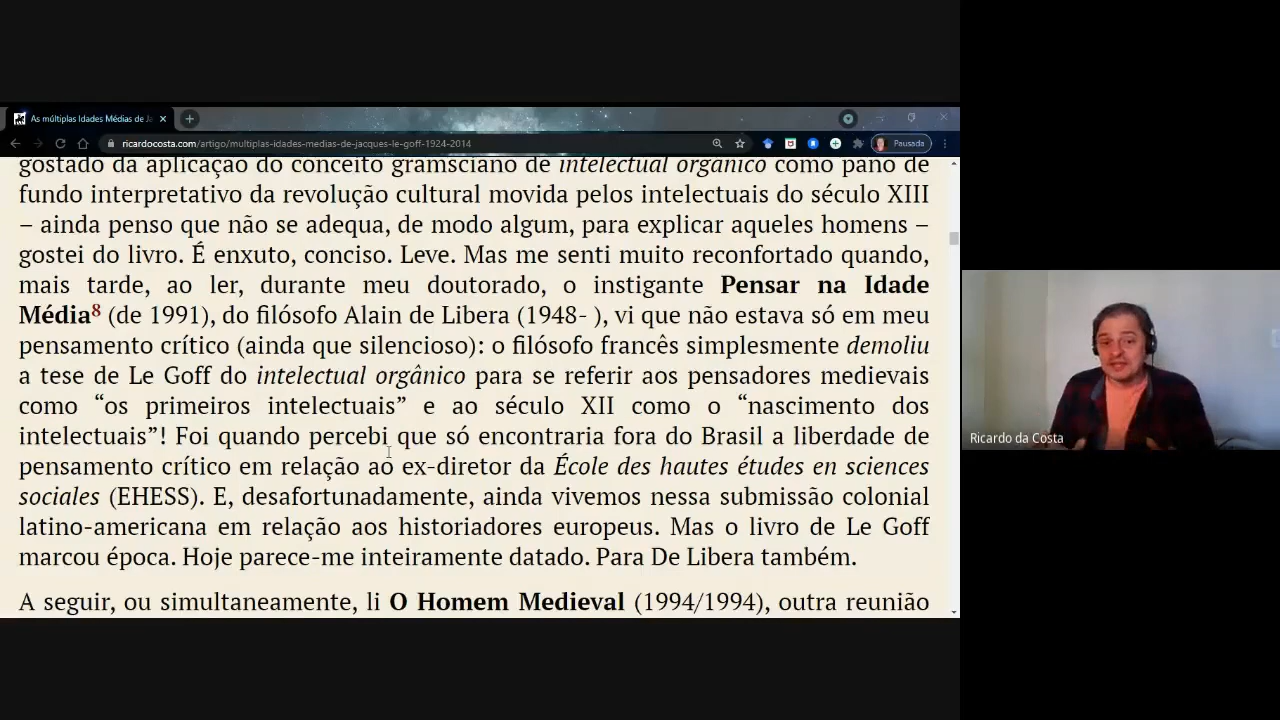 As múltiplas Idades Médias de Ja
ricardocosta.com/artigo/multiplas-idades-medias-de-jacques-le-goff-1924-2014
Pausada
gostado da aplicação do conceito gramsciano de intelectual orgânico como pano de
fundo interpretativo da revolução cultural movida pelos intelectuais do século XIII
– ainda penso que não se adequa, de modo algum, para explicar aqueles homens –
gostei do livro. É enxuto, conciso. Leve. Mas me senti muito reconfortado quando,
mais tarde, ao ler, durante meu doutorado, o instigante Pensar na Idade
Média8 (de 1991), do filósofo Alain de Libera (1948- ), vi que não estava só em meu
pensamento crítico (ainda que silencioso): o filósofo francês simplesmente demoliu
a tese de Le Goff do intelectual orgânico para se referir aos pensadores medievais
como “os primeiros intelectuais” e ao século XII como o “nascimento dos
intelectuais”! Foi quando percebi que só encontraria fora do Brasil a liberdade de
pensamento crítico em relação ao ex-diretor da École des hautes études en sciences
sociales (EHESS). E, desafortunadamente, ainda vivemos nessa submissão colonial
latino-americana em relação aos historiadores europeus. Mas o livro de Le Goff
marcou época. Hoje parece-me inteiramente datado. Para De Libera também.
A seguir, ou simultaneamente, li O Homem Medieval (1994/1994), outra reunião
Ricardo da Costa